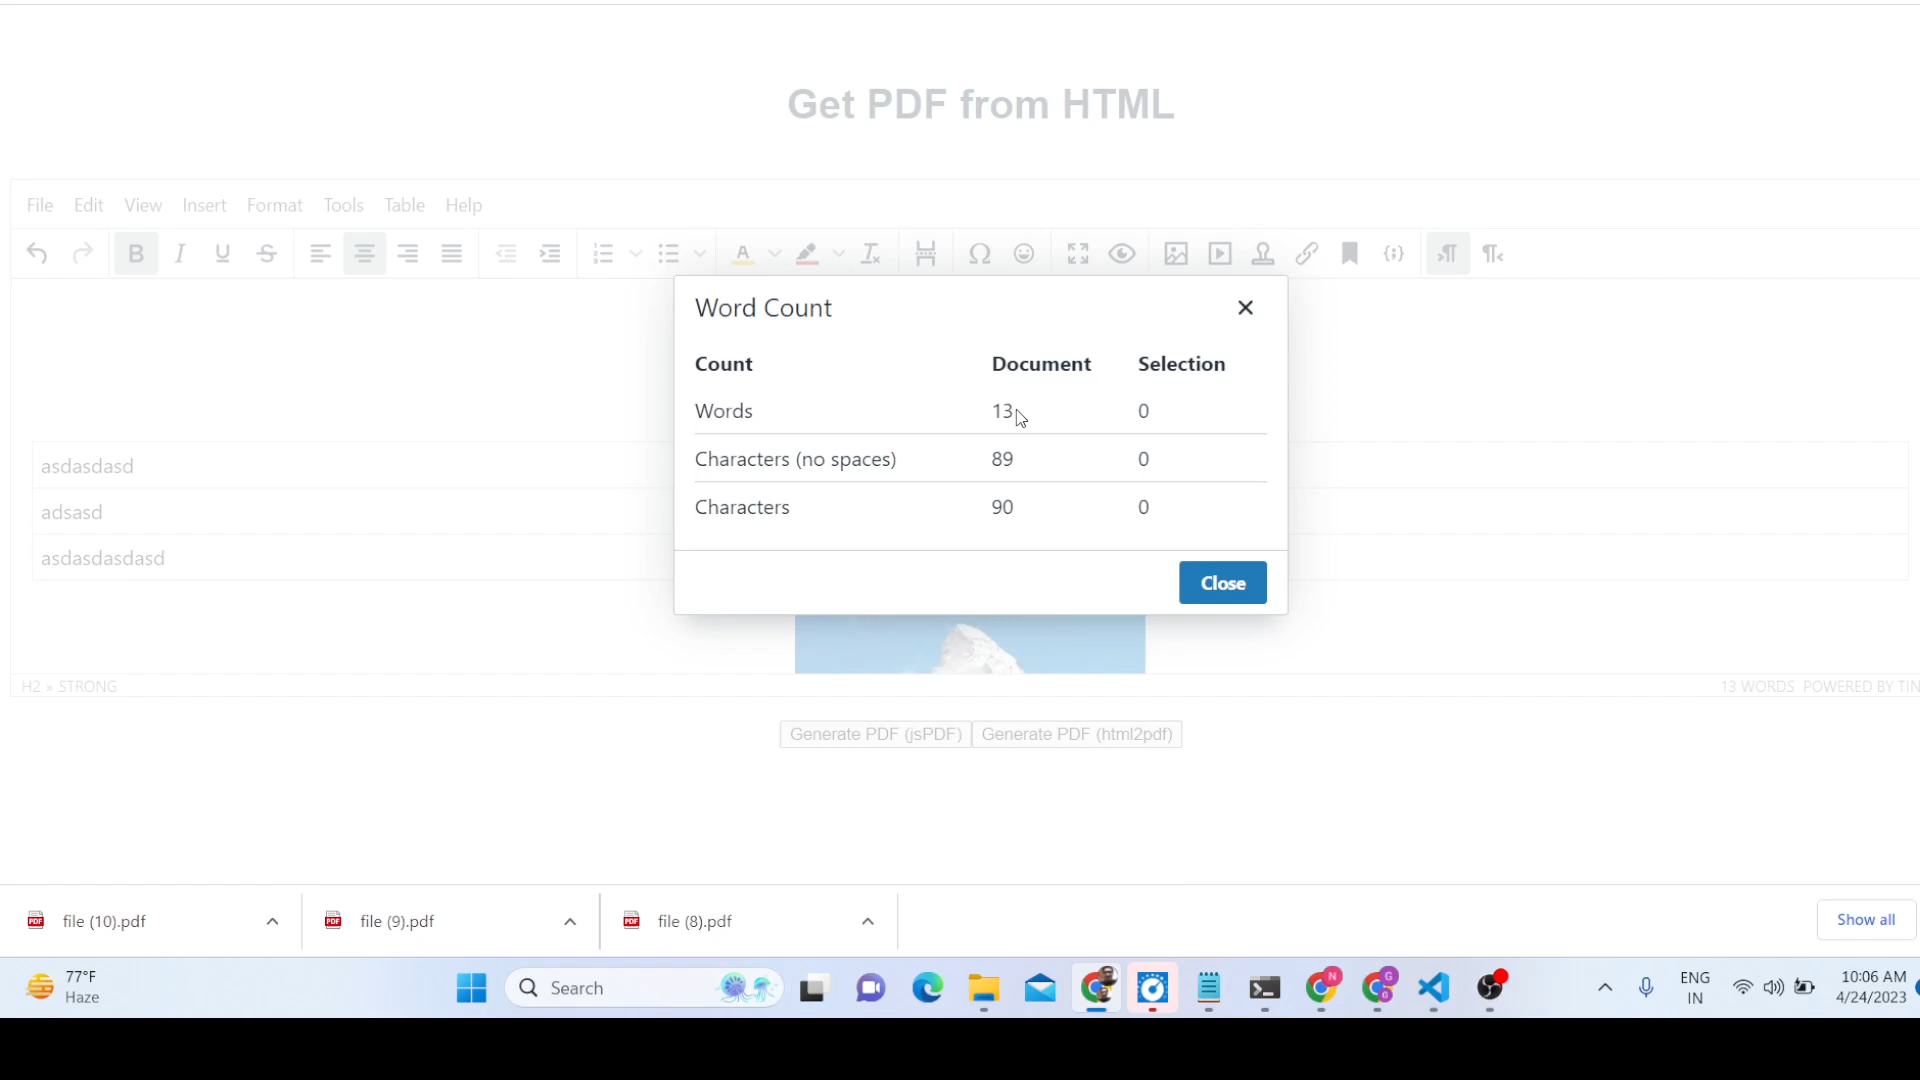 Get PDF from HTML
File Edit View Insert Format Tools Table Help
Word Count
Count Document Selection
Words 13 0
Characters (no spaces) 89 0
Characters 90 0
Close
asdasdasd
adsasd
asdasdasdasd
H2 » STRONG
13 WORDS POWERED BY TIN
Generate PDF (jsPDF) Generate PDF (html2pdf)
file (10).pdf file (9).pdf file (8).pdf Show all
77°F
Haze
Search
ENG
IN
10:06 AM
4/24/2023